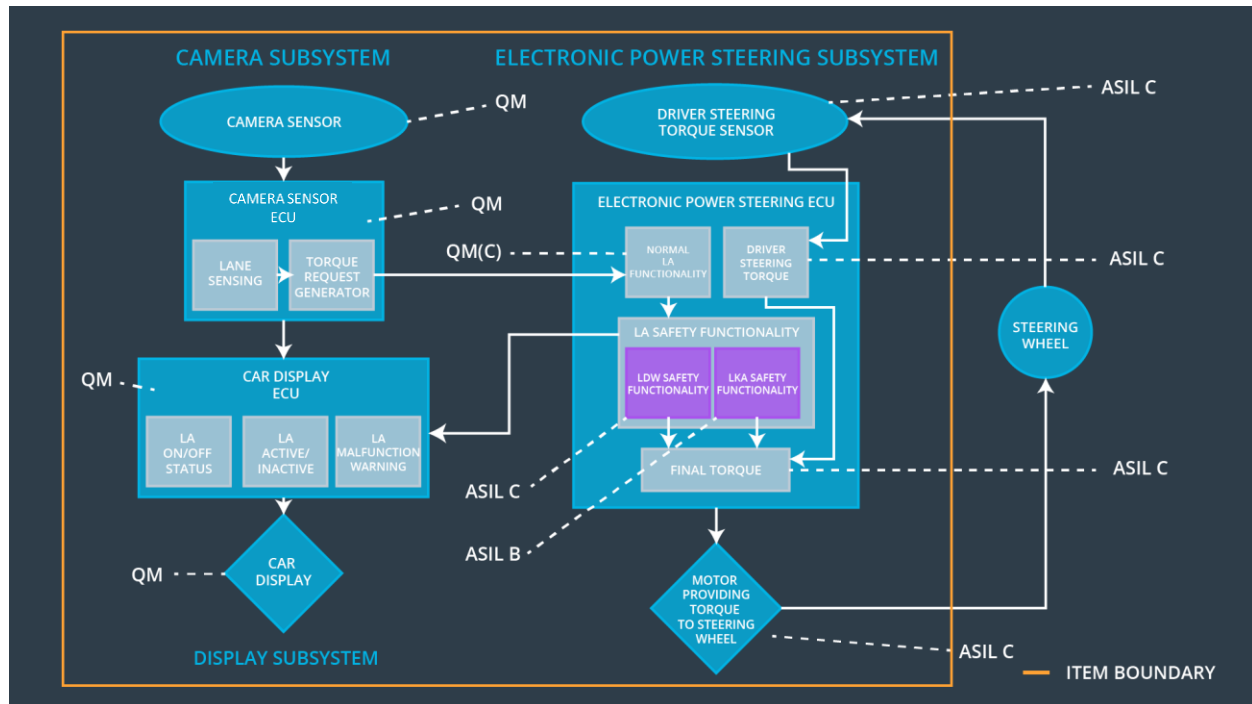 CAMERA SUBSYSTEM
ELECTRONIC POWER STEERING SUBSYSTEM
CAMERA SENSOR
QM
DRIVER STEERING
TORQUE SENSOR
ASIL C
CAMERA SENSOR
ECU
QM
LANE
SENSING
TORQUE
REQUEST
GENERATOR
ELECTRONIC POWER STEERING ECU
QM(C)
NORMAL
LA
FUNCTIONALITY
DRIVER
STEERING
TORQUE
ASIL C
LA SAFETY FUNCTIONALITY
LDW SAFETY
FUNCTIONALITY
LKA SAFETY
FUNCTIONALITY
STEERING
WHEEL
QM
CAR DISPLAY
ECU
LA
ON/OFF
STATUS
LA
ACTIVE/
INACTIVE
LA
MALFUNCTION
WARNING
FINAL TORQUE
ASIL C
ASIL C
ASIL B
QM
CAR
DISPLAY
MOTOR
PROVIDING
TORQUE
TO STEERING
WHEEL
ASIL C
DISPLAY SUBSYSTEM
ITEM BOUNDARY